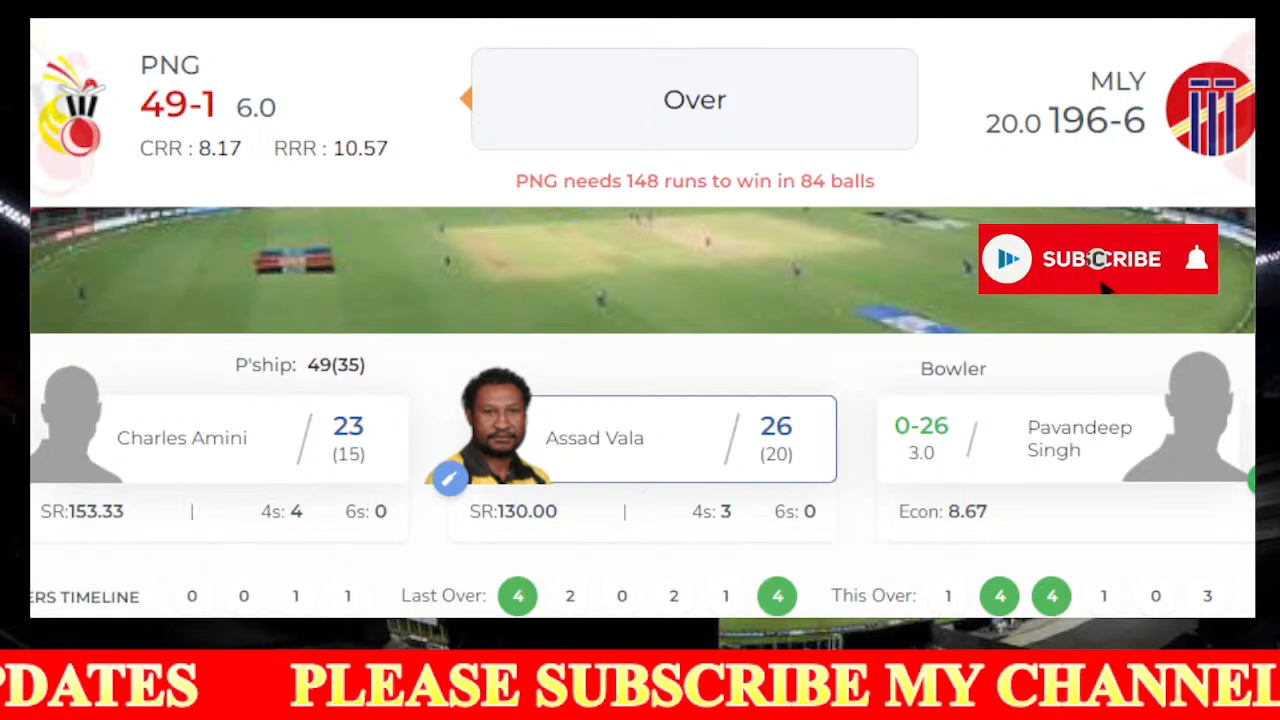 PNG
49-1 6.0
CRR : 8.17 RRR : 10.57
Over
MLY
20.0 196-6
PNG needs 148 runs to win in 84 balls
SUBSCRIBE
P'ship: 49(35)
Bowler
Charles Amini
23
(15)
Assad Vala
26
(20)
0-26
3.0
Pavandeep
Singh
SR:153.33 | 4s: 4 6s: 0
SR:130.00 | 4s: 3 6s: 0
Econ: 8.67
ERS TIMELINE 0 0 1 1 Last Over: 4 2 0 2 1 4 This Over: 1 4 4 1 0 3
PDATES PLEASE SUBSCRIBE MY CHANNEL